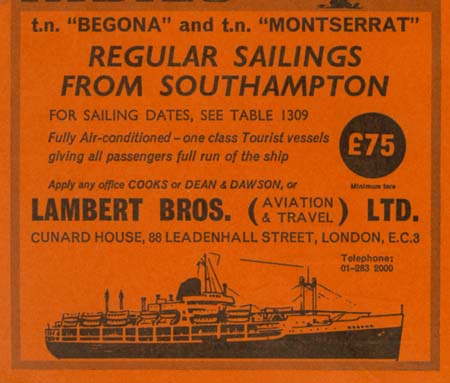 t.n. “BEGONA” and t.n. “MONTSERRAT”
REGULAR SAILINGS
FROM SOUTHAMPTON
FOR SAILING DATES, SEE TABLE 1309
Fully Air-conditioned – one class Tourist vessels
giving all passengers full run of the ship
£75
Minimum fare
Apply any office COOKS or DEAN & DAWSON, or
LAMBERT BROS. (AVIATION & TRAVEL) LTD.
CUNARD HOUSE, 88 LEADENHALL STREET, LONDON, E.C.3
Telephone:
01-283 2000
BEGONA